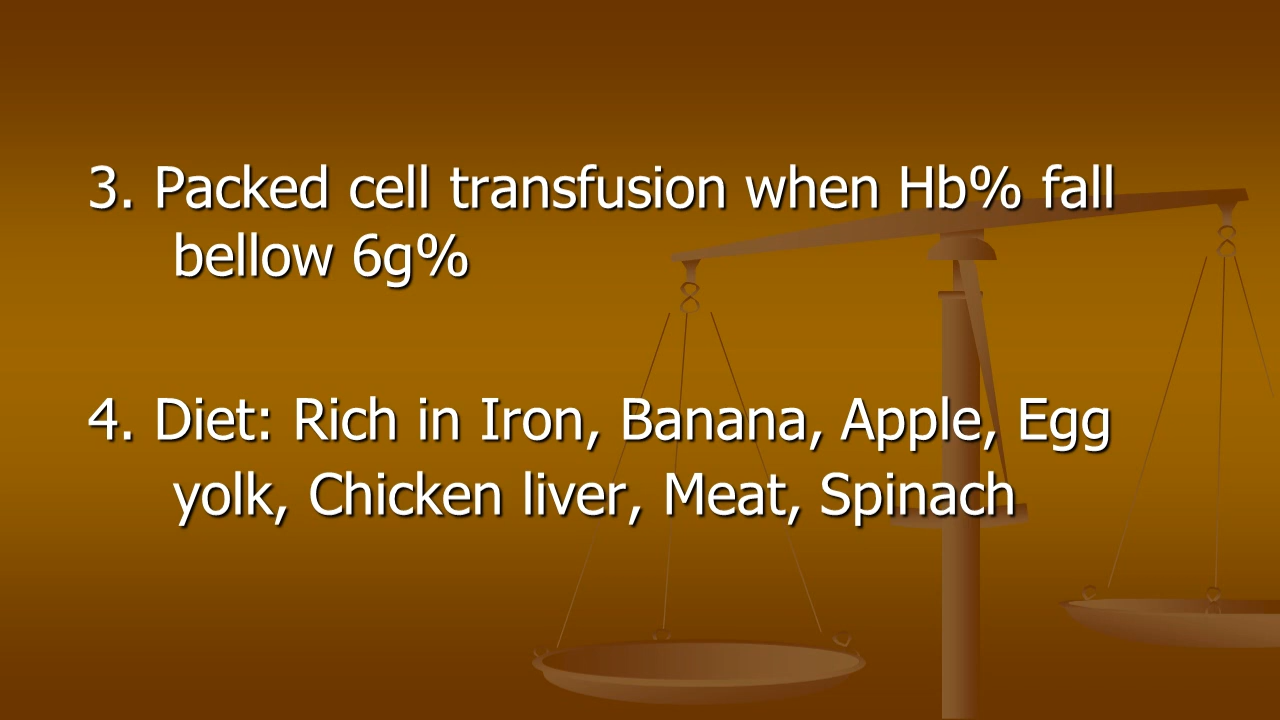 3. Packed cell transfusion when Hb% fall
bellow 6g%
4. Diet: Rich in Iron, Banana, Apple, Egg
yolk, Chicken liver, Meat, Spinach